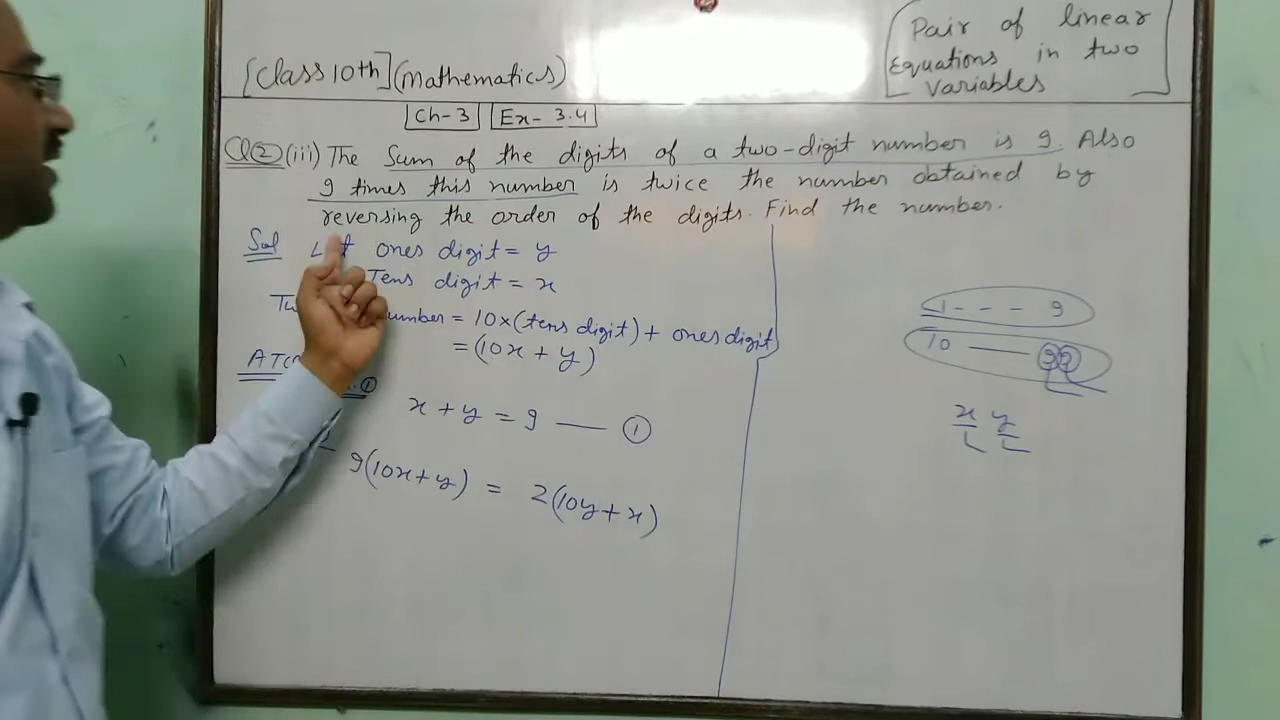 [Class 10th] (Mathematics)
Pair of linear
Equations in two
Variables
Ch-3 Ex- 3.4
Q② (iii) The Sum of the digits of a two-digit number is 9. Also
9 times this number is twice the number obtained by
reversing the order of the digits. Find the number.
Sol ones digit = y
Tens digit = x
number = 10×(tens digit) + ones digit
= (10x + y)
①
x + y = 9 —— ①
9(10x+y) = 2(10y + x)
1 - - - 9
10 —— 99
x y